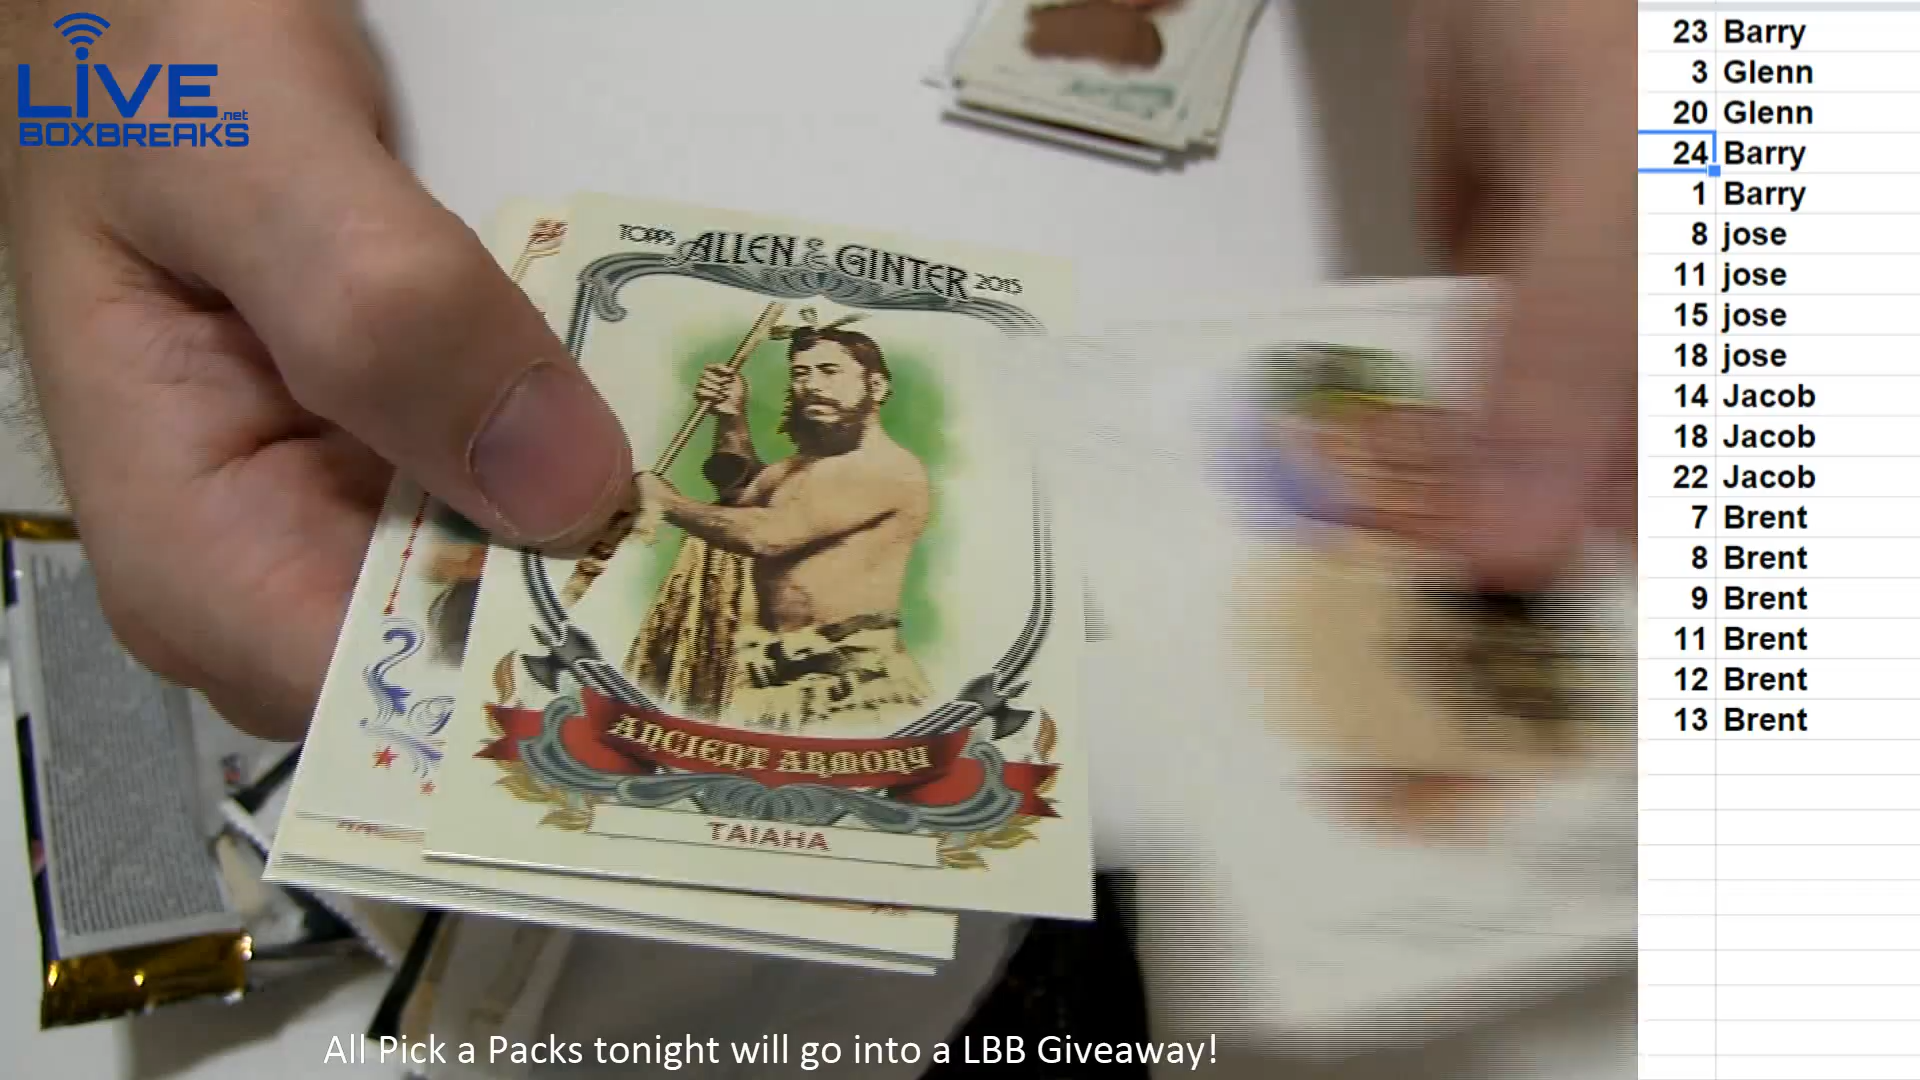 LiVE.net
BOXBREAKS
TOPPS ALLEN & GINTER 2015
ANCIENT ARMORY
TAIAHA
All Pick a Packs tonight will go into a LBB Giveaway!
23 Barry
3 Glenn
20 Glenn
24 Barry
1 Barry
8 jose
11 jose
15 jose
18 jose
14 Jacob
18 Jacob
22 Jacob
7 Brent
8 Brent
9 Brent
11 Brent
12 Brent
13 Brent